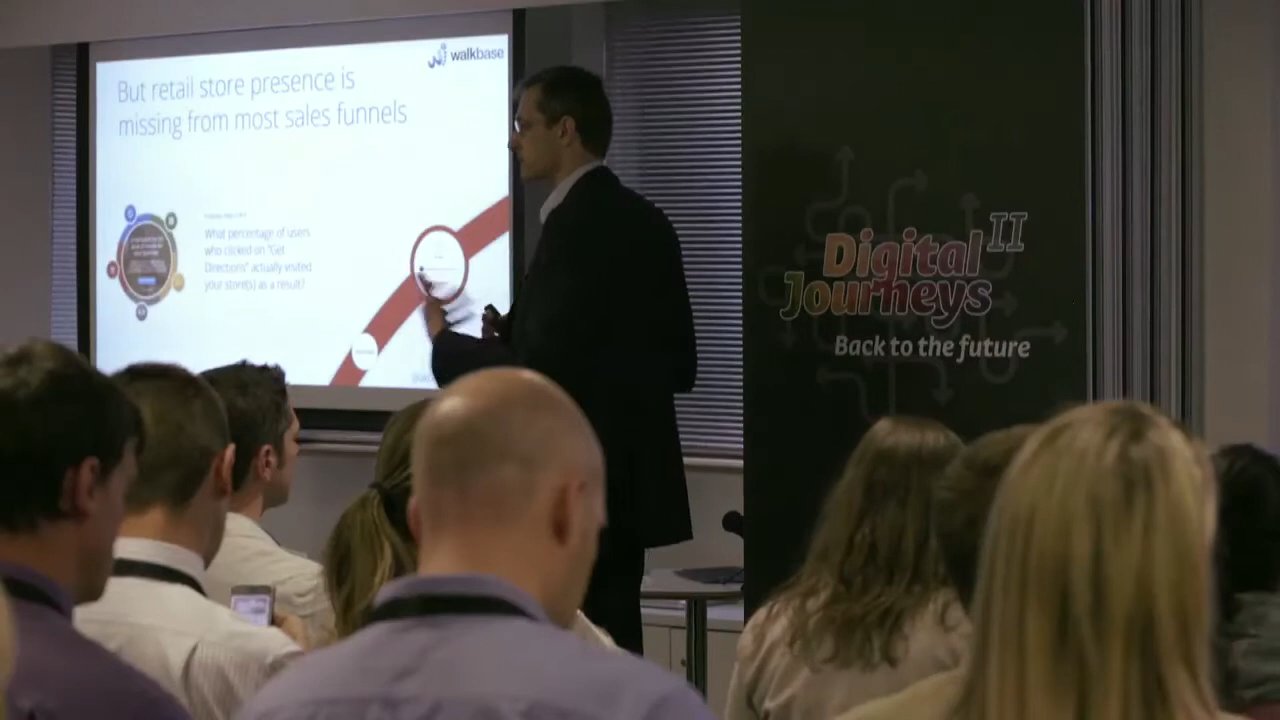 walkbase
But retail store presence is
missing from most sales funnels
What percentage of users
who clicked on "Get
Directions" actually visited
your store(s) as a result?
Digital II
Journeys
Back to the future